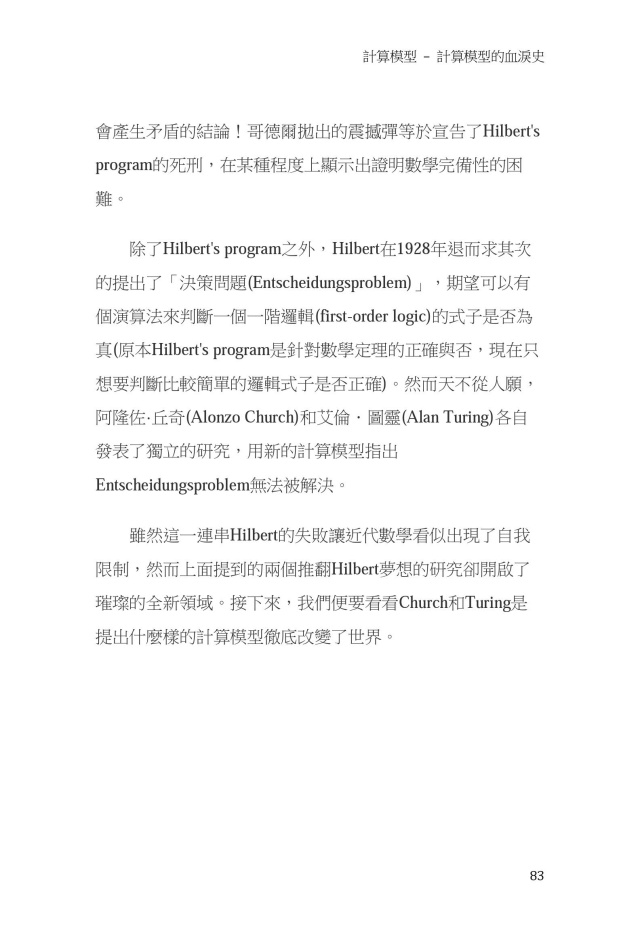 計算模型 － 計算模型的血淚史
會產生矛盾的結論！哥德爾拋出的震撼彈等於宣告了Hilbert's
program的死刑，在某種程度上顯示出證明數學完備性的困
難。
除了Hilbert's program之外，Hilbert在1928年退而求其次
的提出了「決策問題(Entscheidungsproblem)」，期望可以有
個演算法來判斷一個一階邏輯(first-order logic)的式子是否為
真(原本Hilbert's program是針對數學定理的正確與否，現在只
想要判斷比較簡單的邏輯式子是否正確)。然而天不從人願，
阿隆佐·丘奇(Alonzo Church)和艾倫．圖靈(Alan Turing)各自
發表了獨立的研究，用新的計算模型指出
Entscheidungsproblem無法被解決。
雖然這一連串Hilbert的失敗讓近代數學看似出現了自我
限制，然而上面提到的兩個推翻Hilbert夢想的研究卻開啟了
璀璨的全新領域。接下來，我們便要看看Church和Turing是
提出什麼樣的計算模型徹底改變了世界。
83